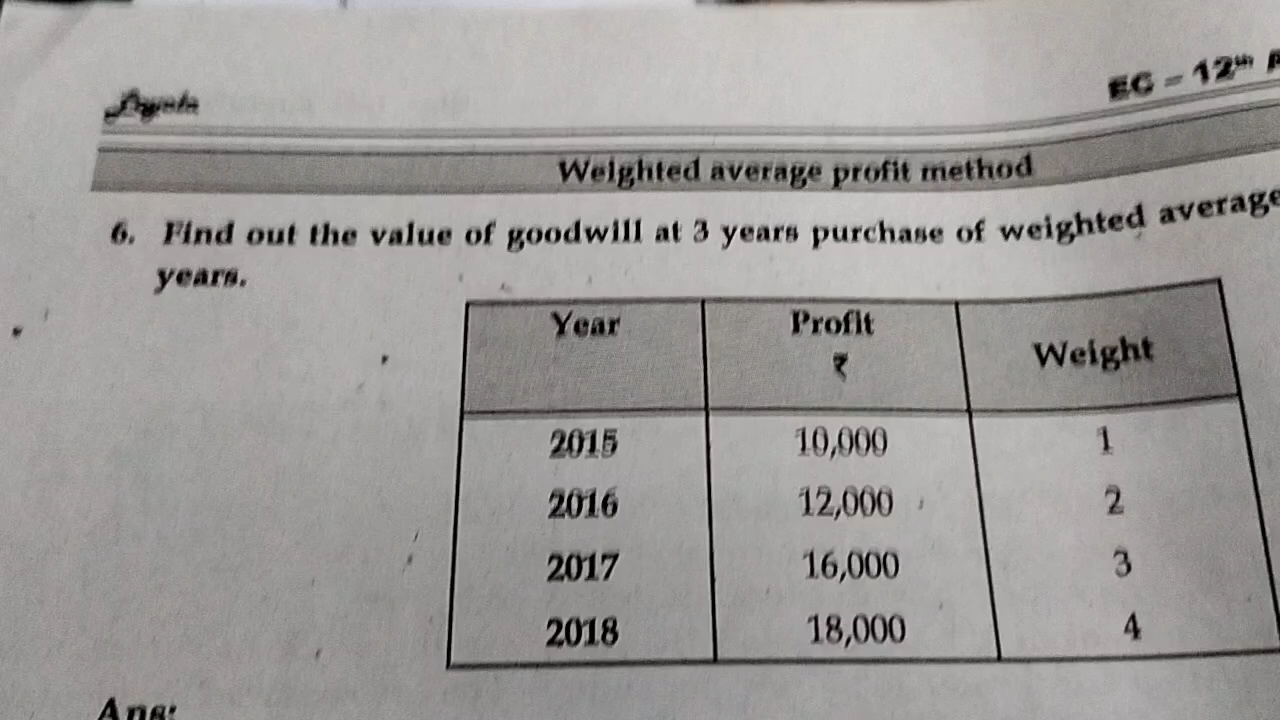 Loyola
EC – 12th
Weighted average profit method
6. Find out the value of goodwill at 3 years purchase of weighted average
years.
Year Profit ₹ Weight
2015 10,000 1
2016 12,000 2
2017 16,000 3
2018 18,000 4
Ans: